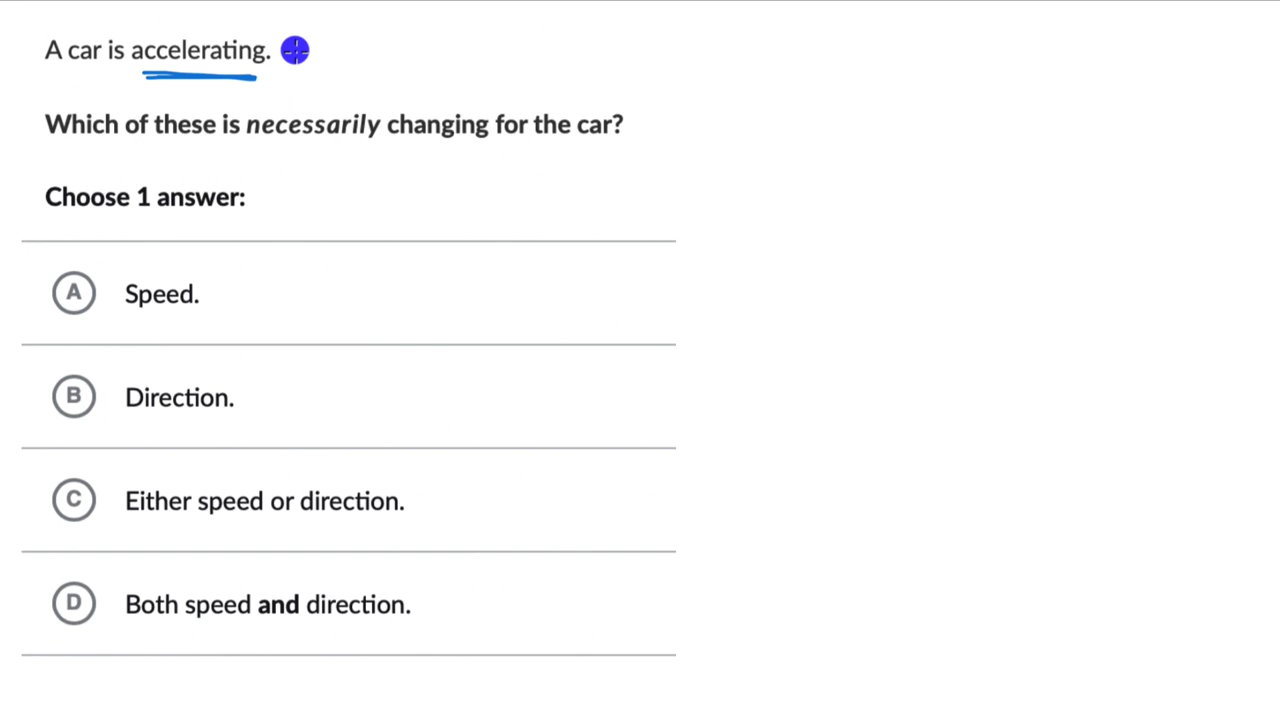 A car is accelerating.
Which of these is necessarily changing for the car?
Choose 1 answer:
A Speed.
B Direction.
C Either speed or direction.
D Both speed and direction.